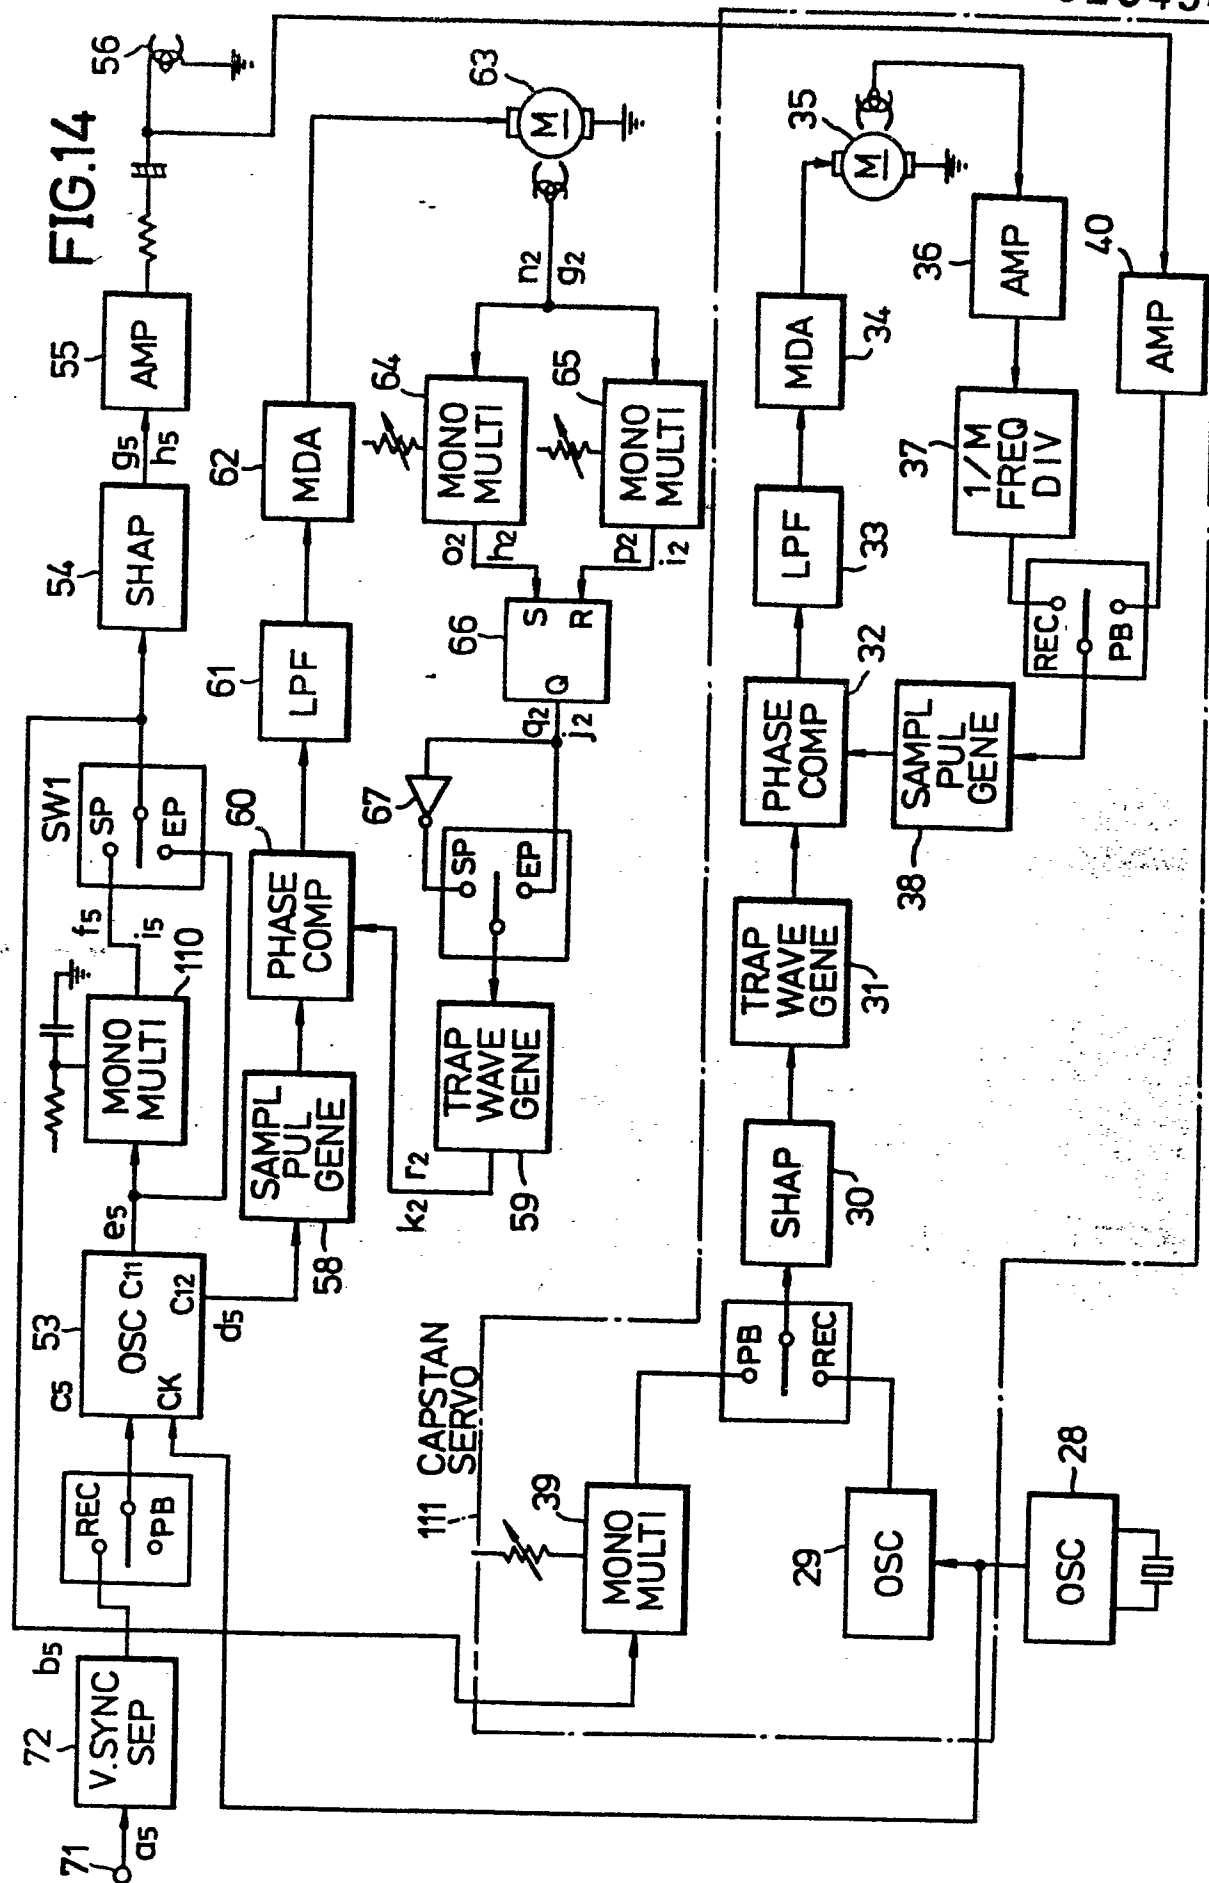 FIG.14
71
a5
72
V.SYNC
SEP
b5
REC
PB
c5
53
OSC
C11
C12
CK
e5
d5
MONO
MULTI
110
f5
i5
SW1
SP
EP
54
SHAP
g5
h5
55
AMP
56
58
SAMPL
PUL
GENE
60
PHASE
COMP
61
LPF
62
MDA
63
M
k2
r2
59
TRAP
WAVE
GENE
SP
EP
67
q2
j2
66
S
R
Q
o2
h2
p2
i2
64
MONO
MULTI
65
MONO
MULTI
n2
g2
111
CAPSTAN
SERVO
39
MONO
MULTI
PB
REC
29
OSC
28
OSC
SHAP
30
TRAP
WAVE
GENE
31
PHASE
COMP
32
LPF
33
MDA
34
35
M
36
AMP
37
1/M
FREQ
DIV
REC
PB
38
SAMPL
PUL
GENE
40
AMP